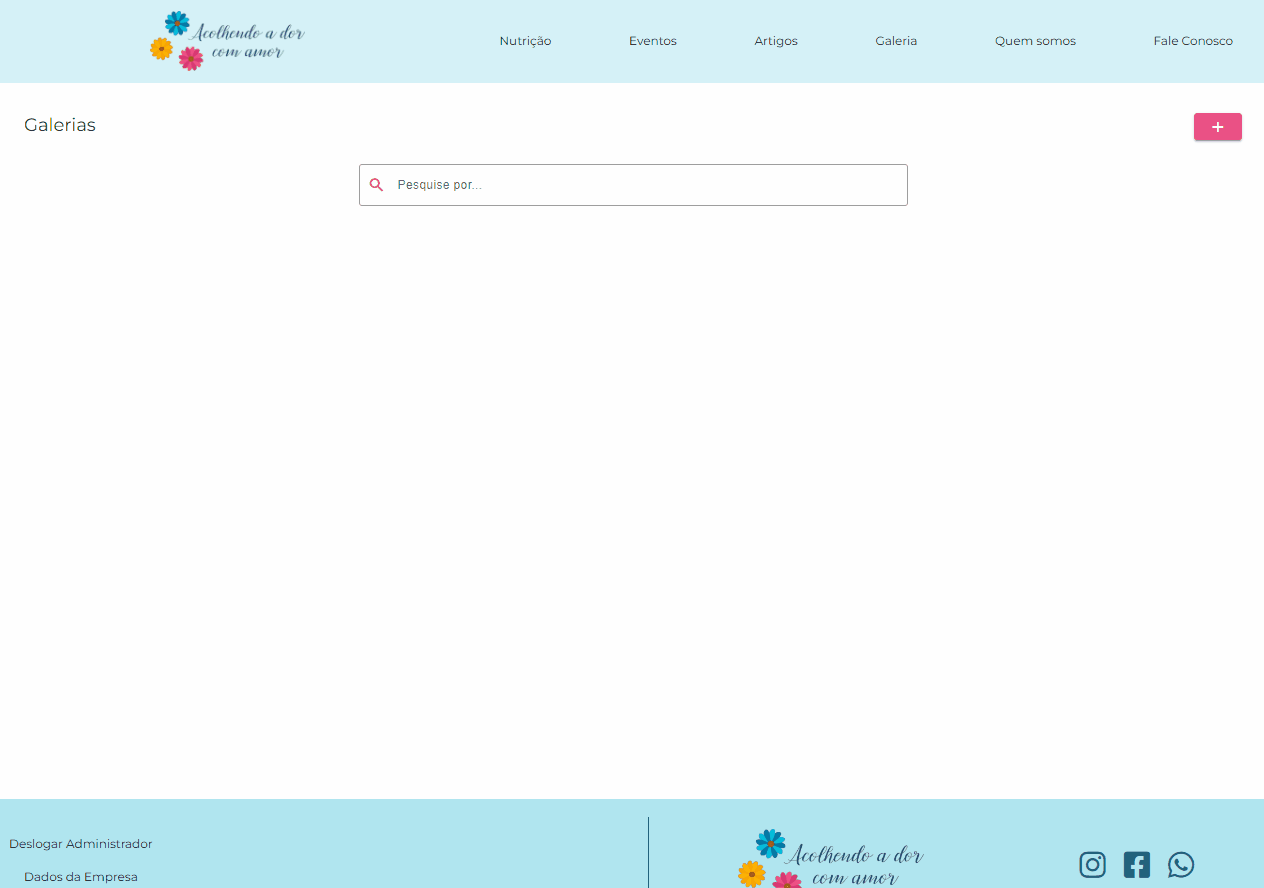 Acolhendo a dor
com amor
Nutrição
Eventos
Artigos
Galeria
Quem somos
Fale Conosco
Galerias
+
Pesquise por...
Deslogar Administrador
Dados da Empresa
Acolhendo a dor
com amor